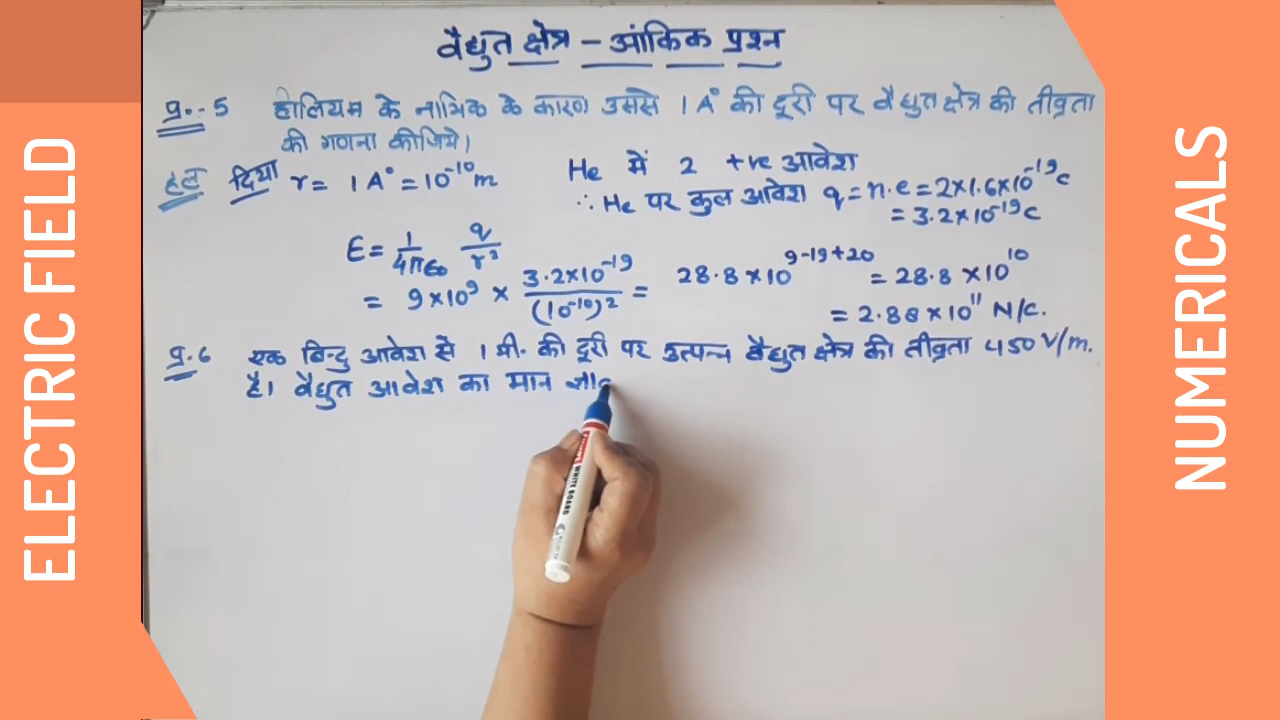 ELECTRIC FIELD
वैद्युत क्षेत्र – आंकिक प्रश्न
प्र.-5 हीलियम के नाभिक के कारण उससे 1 A° की दूरी पर वैद्युत क्षेत्र की तीव्रता
की गणना कीजिये।
हल दिया r = 1 A° = 10⁻¹⁰ m He में 2 +ve आवेश
∴ He पर कुल आवेश q = n.e = 2×1.6×10⁻¹⁹ c
= 3.2×10⁻¹⁹ c
E = 1/4π∈₀ q/r²
= 9×10⁹ × 3.2×10⁻¹⁹/(10⁻¹⁰)² = 28.8×10⁹⁻¹⁹⁺²⁰ = 28.8×10¹⁰
= 2.88×10¹¹ N/c.
प्र.6 एक बिन्दु आवेश से 1 मी. की दूरी पर उत्पन्न वैद्युत क्षेत्र की तीव्रता 450 V/m.
है। वैद्युत आवेश का मान
NUMERICALS